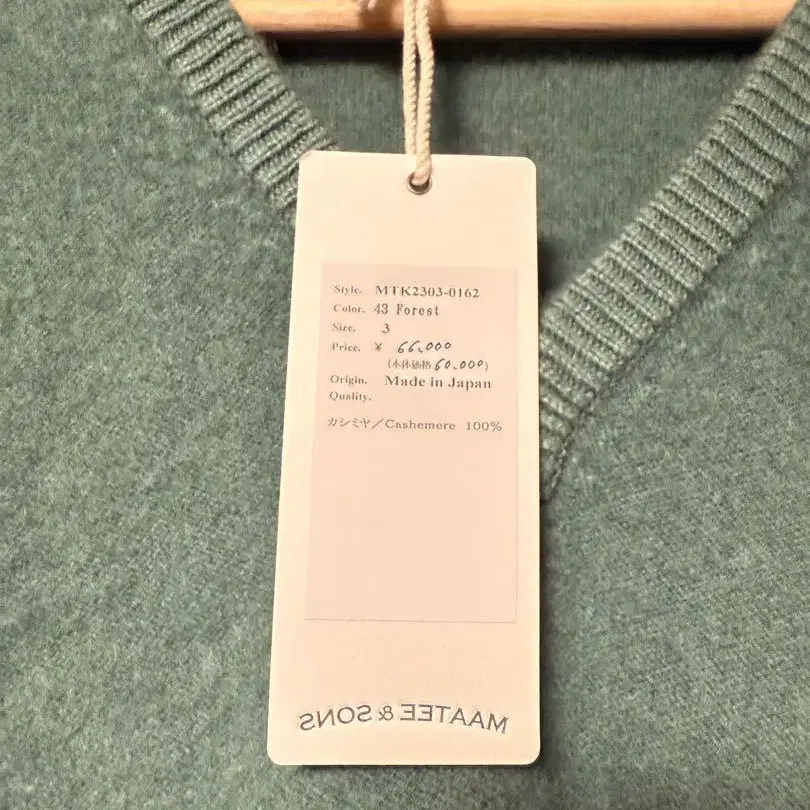 Style. MTK2303-0162
Color. 43 Forest
Size. 3
Price. ¥ 66,000
(本体価格 60,000)
Origin. Made in Japan
Quality.
カシミヤ/Cashemere 100%
MAATEE & SONS